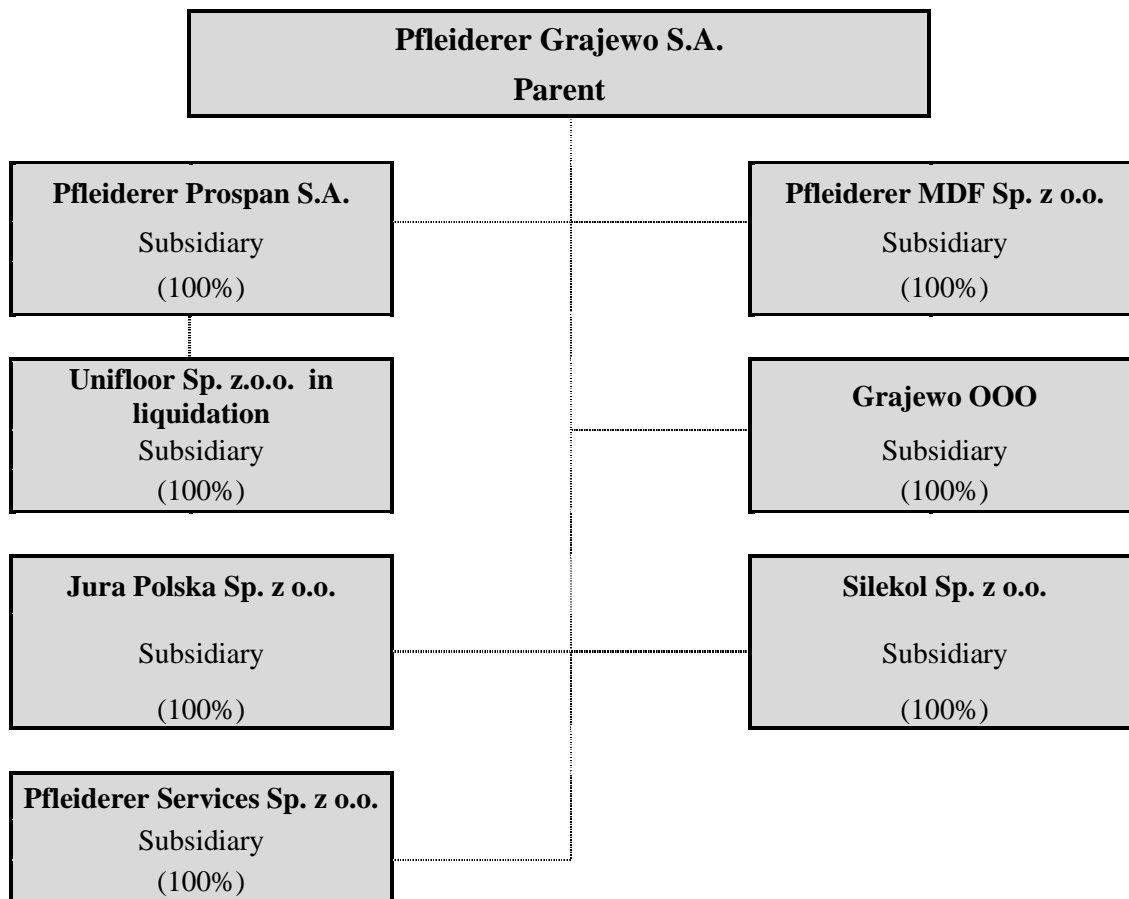 Pfleiderer Grajewo S.A.
Parent
Pfleiderer Prospan S.A.
Subsidiary
(100%)
Pfleiderer MDF Sp. z o.o.
Subsidiary
(100%)
Unifloor Sp. z.o.o. in
liquidation
Subsidiary
(100%)
Grajewo OOO
Subsidiary
(100%)
Jura Polska Sp. z o.o.
Subsidiary
(100%)
Silekol Sp. z o.o.
Subsidiary
(100%)
Pfleiderer Services Sp. z o.o.
Subsidiary
(100%)